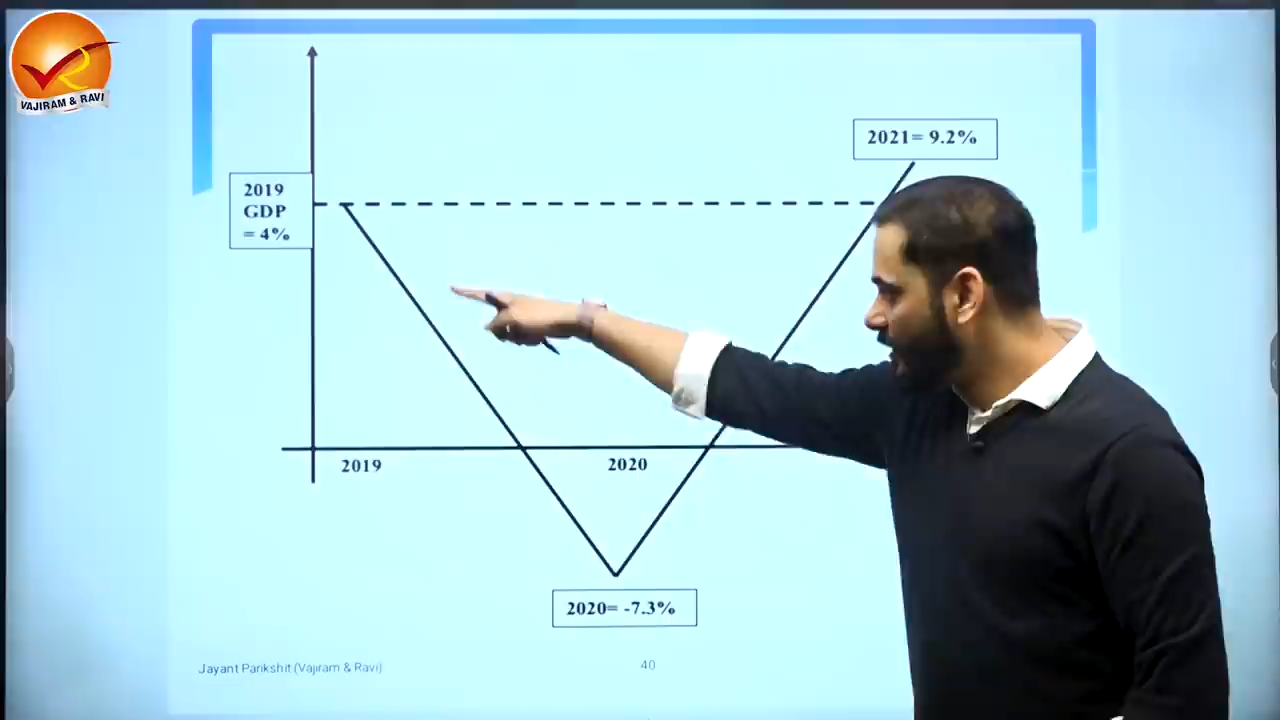 VAJIRAM & RAVI
2021= 9.2%
2019
GDP
= 4%
2019
2020
2020= -7.3%
Jayant Parikshit (Vajiram & Ravi)
40